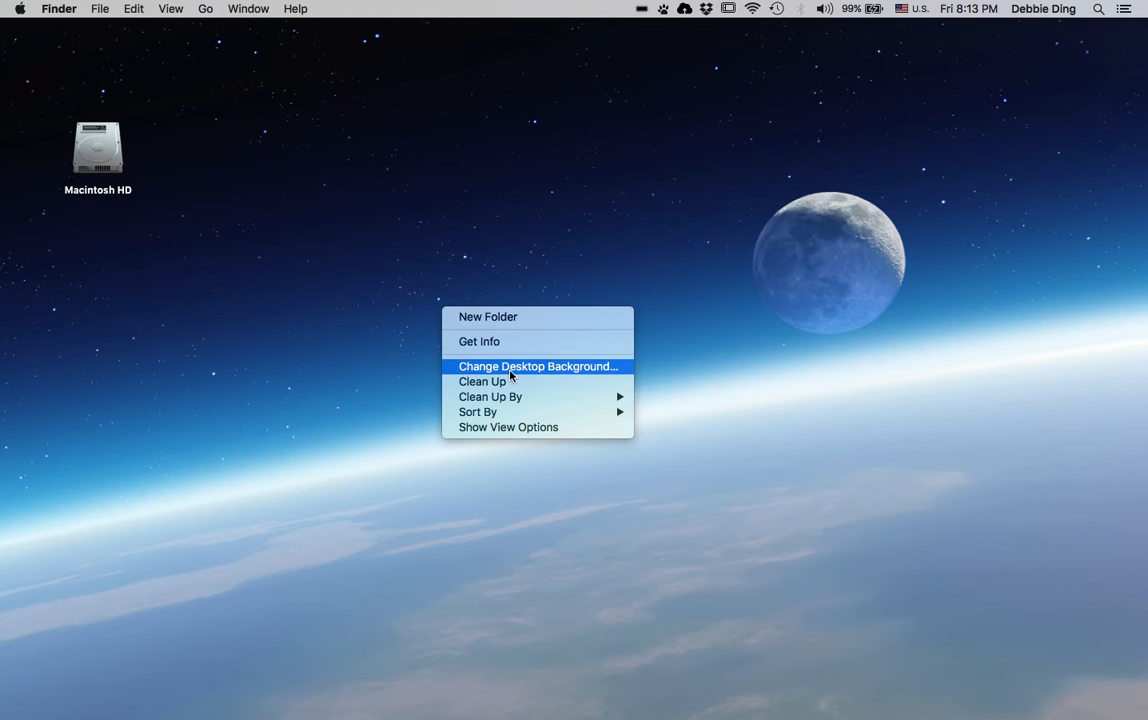 Finder File Edit View Go Window Help 99% U.S. Fri 8:13 PM Debbie Ding
Macintosh HD
New Folder
Get Info
Change Desktop Background...
Clean Up
Clean Up By
Sort By
Show View Options